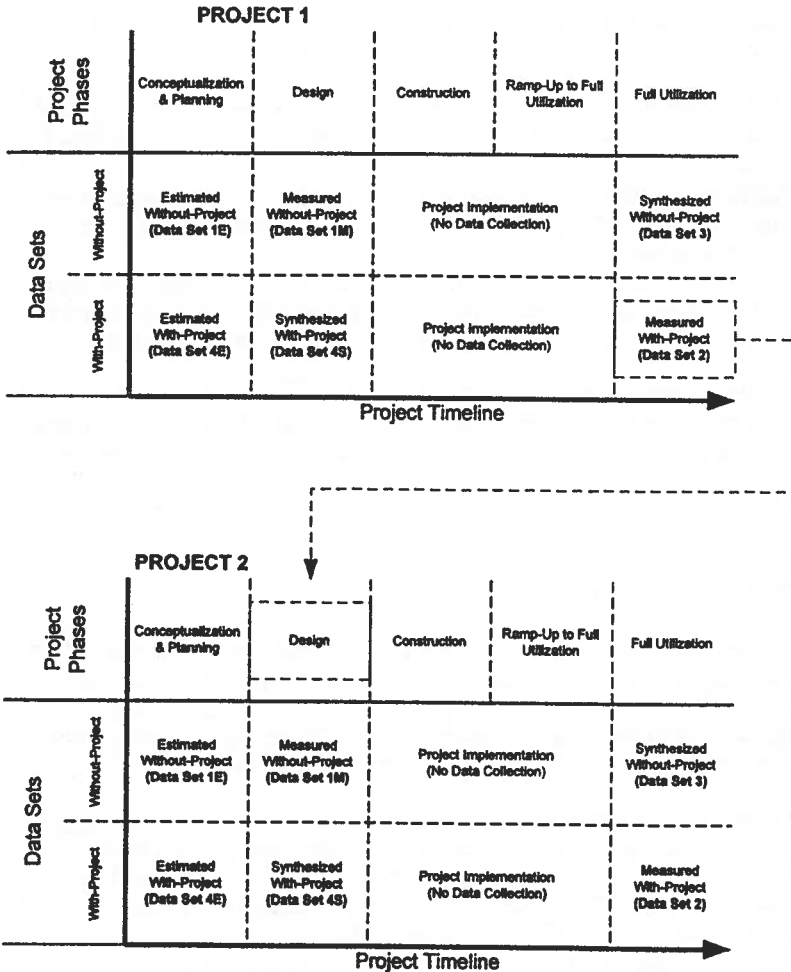 PROJECT 1
Project
Phases
Conceptualization
& Planning
Design
Construction
Ramp-Up to Full
Utilization
Full Utilization
Data Sets
Without-Project
Estimated
Without-Project
(Data Set 1E)
Measured
Without-Project
(Data Set 1M)
Project Implementation
(No Data Collection)
Synthesized
Without-Project
(Data Set 3)
With-Project
Estimated
With-Project
(Data Set 4E)
Synthesized
With-Project
(Data Set 4S)
Project Implementation
(No Data Collection)
Measured
With-Project
(Data Set 2)
Project Timeline
PROJECT 2
Project
Phases
Conceptualization
& Planning
Design
Construction
Ramp-Up to Full
Utilization
Full Utilization
Data Sets
Without-Project
Estimated
Without-Project
(Data Set 1E)
Measured
Without-Project
(Data Set 1M)
Project Implementation
(No Data Collection)
Synthesized
Without-Project
(Data Set 3)
With-Project
Estimated
With-Project
(Data Set 4E)
Synthesized
With-Project
(Data Set 4S)
Project Implementation
(No Data Collection)
Measured
With-Project
(Data Set 2)
Project Timeline